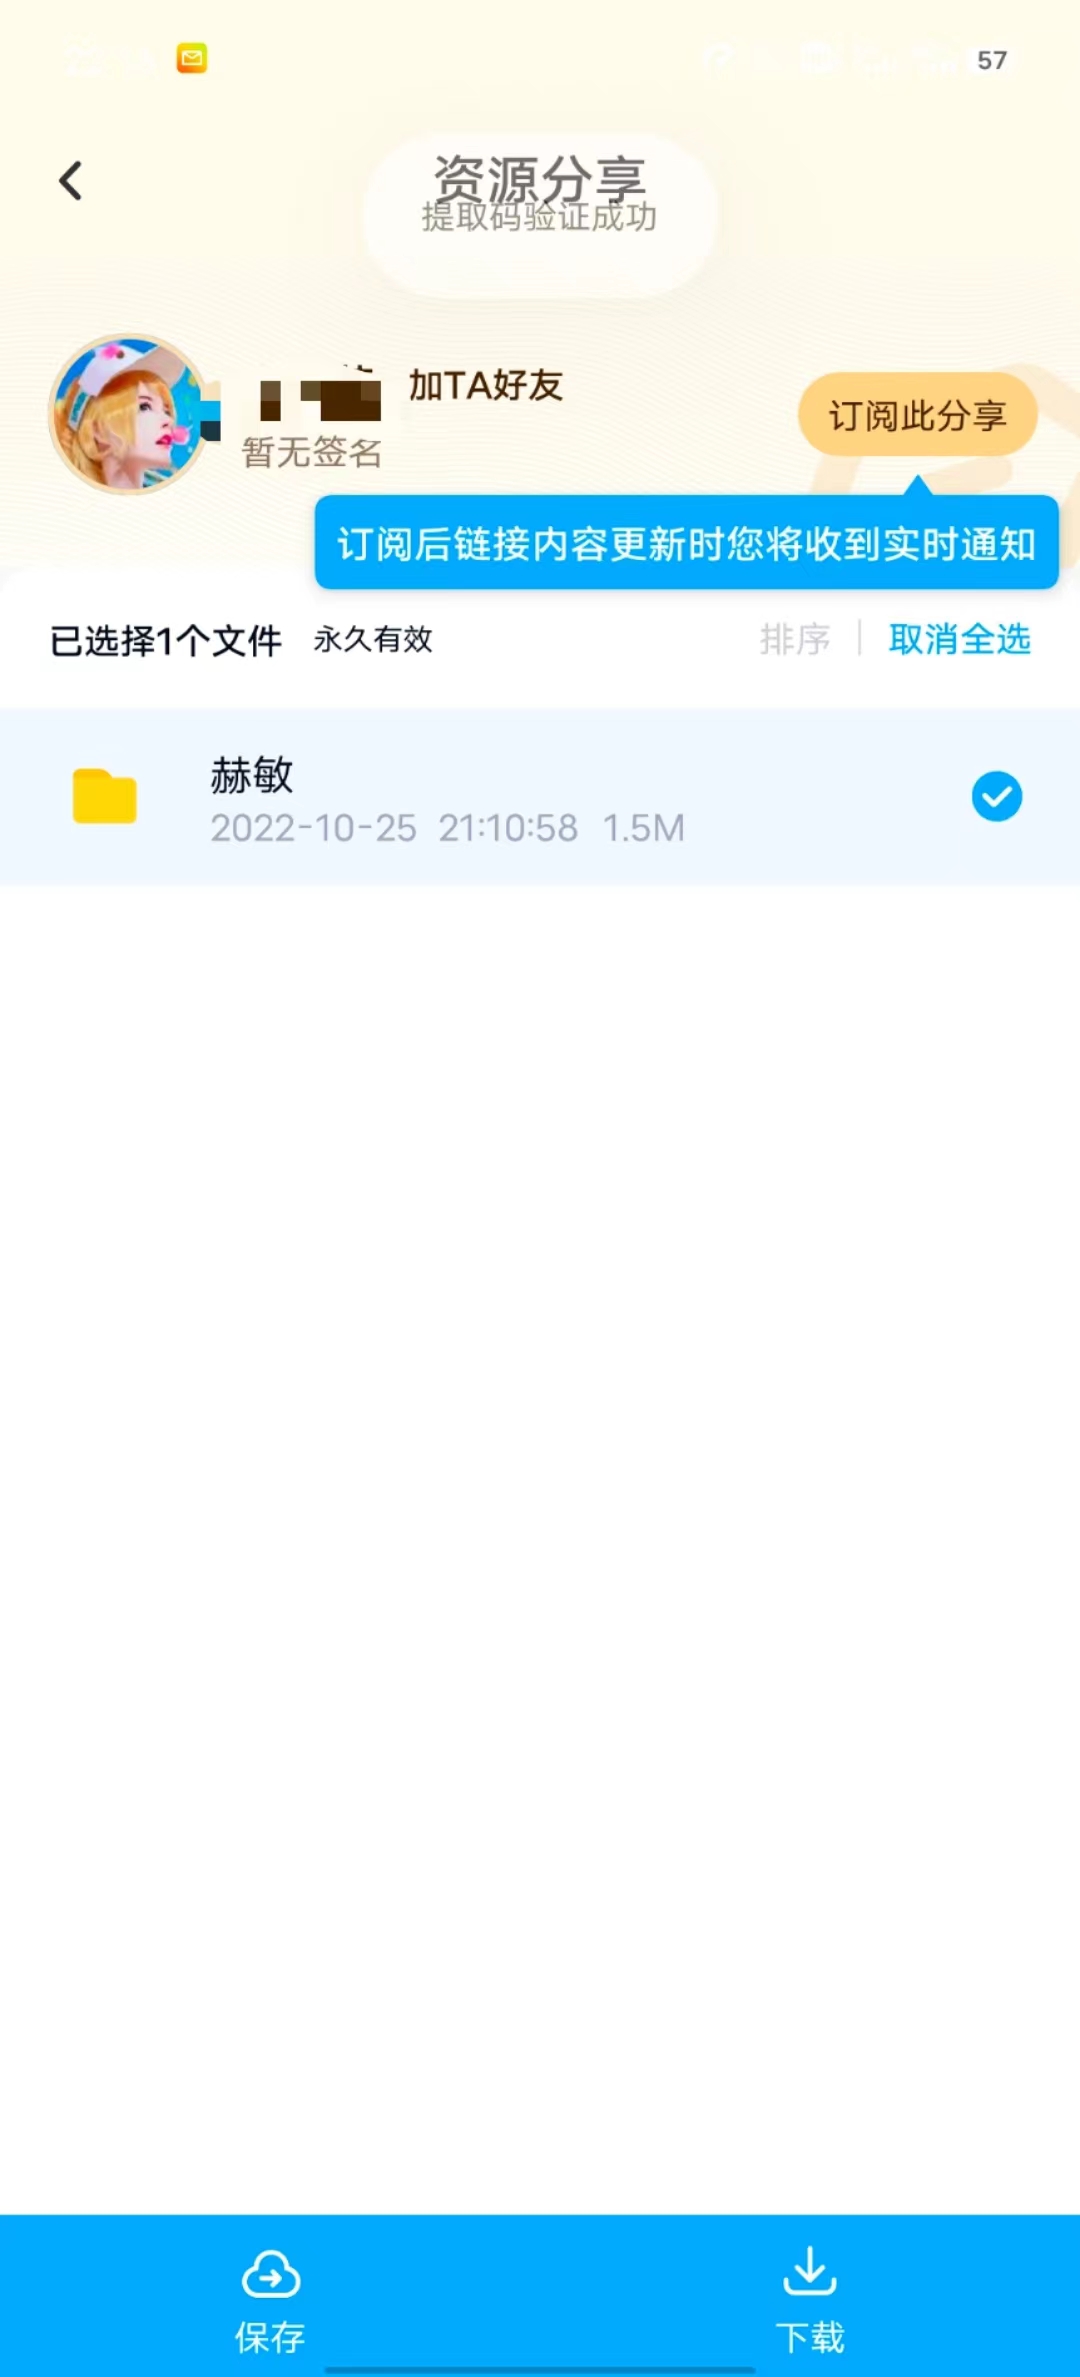 57
资源分享
提取码验证成功
加TA好友
暂无签名
订阅此分享
订阅后链接内容更新时您将收到实时通知
已选择1个文件 永久有效
排序 | 取消全选
赫敏
2022-10-25 21:10:58 1.5M
保存
下载